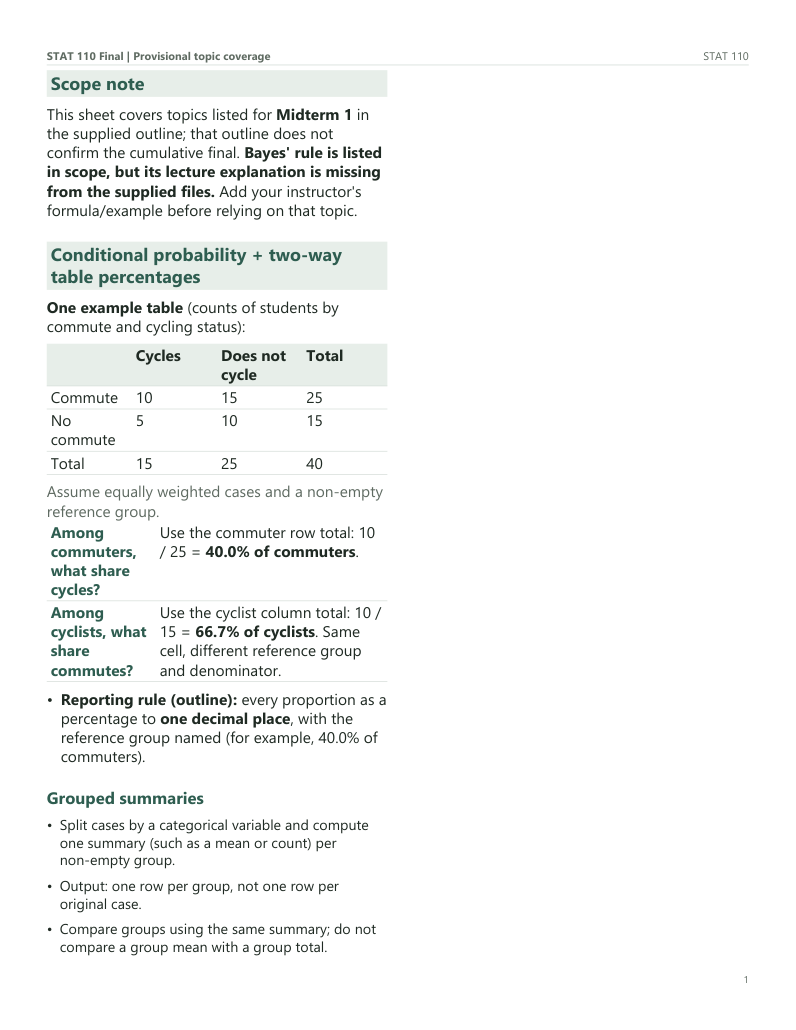 STAT 110 Final | Provisional topic coverage STAT 110
Scope note
This sheet covers topics listed for Midterm 1 in
the supplied outline; that outline does not
confirm the cumulative final. Bayes' rule is listed
in scope, but its lecture explanation is missing
from the supplied files. Add your instructor's
formula/example before relying on that topic.
Conditional probability + two-way
table percentages
One example table (counts of students by
commute and cycling status):
Cycles Does not Total
cycle
Commute 10 15 25
No 5 10 15
commute
Total 15 25 40
Assume equally weighted cases and a non-empty
reference group.
Among Use the commuter row total: 10
commuters, / 25 = 40.0% of commuters.
what share
cycles?
Among Use the cyclist column total: 10 /
cyclists, what 15 = 66.7% of cyclists. Same
share cell, different reference group
commutes? and denominator.
• Reporting rule (outline): every proportion as a
percentage to one decimal place, with the
reference group named (for example, 40.0% of
commuters).
Grouped summaries
• Split cases by a categorical variable and compute
one summary (such as a mean or count) per
non-empty group.
• Output: one row per group, not one row per
original case.
• Compare groups using the same summary; do not
compare a group mean with a group total.
1